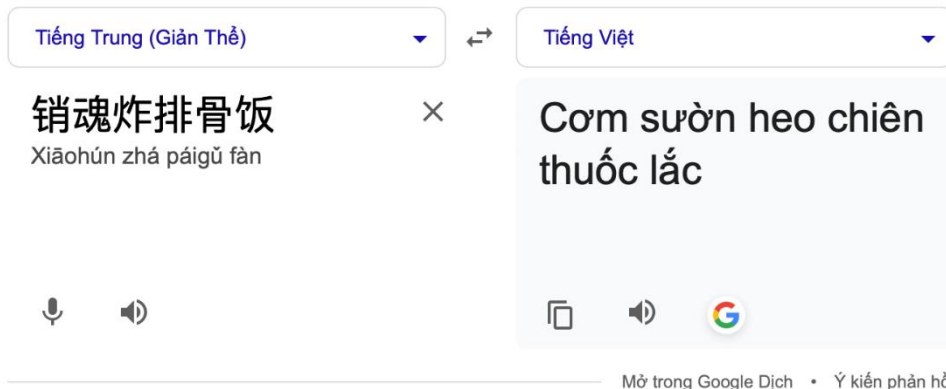 Tiếng Trung (Giản Thể)
Tiếng Việt
销魂炸排骨饭
Xiāohún zhá páigǔ fàn
Cơm sườn heo chiên
thuốc lắc
Mở trong Google Dịch • Ý kiến phản hồ